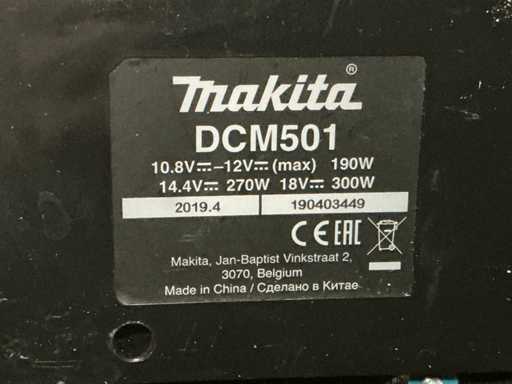 makita®
DCM501
10.8V⎓–12V⎓(max) 190W
14.4V⎓ 270W 18V⎓ 300W
2019.4 190403449
CE EAC
Makita, Jan-Baptist Vinkstraat 2,
3070, Belgium
Made in China / Сделано в Китае